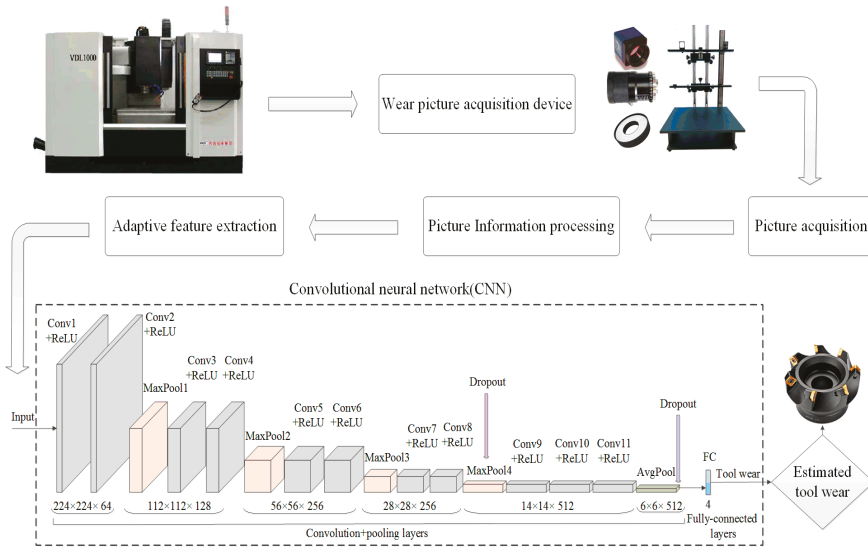 VDL1000
Wear picture acquisition device
Adaptive feature extraction
Picture Information processing
Picture acquisition
Convolutional neural network(CNN)
Conv1
+ReLU
Conv2
+ReLU
Conv3
+ReLU
Conv4
+ReLU
Conv5
+ReLU
Conv6
+ReLU
Conv7
+ReLU
Conv8
+ReLU
Conv9
+ReLU
Conv10
+ReLU
Conv11
+ReLU
MaxPool1
MaxPool2
MaxPool3
MaxPool4
AvgPool
Dropout
Dropout
Input
FC
Tool wear
Estimated
tool wear
224×224× 64
112×112× 128
56×56× 256
28×28× 256
14×14× 512
6×6× 512
4
Fully-connected
layers
Convolution+pooling layers